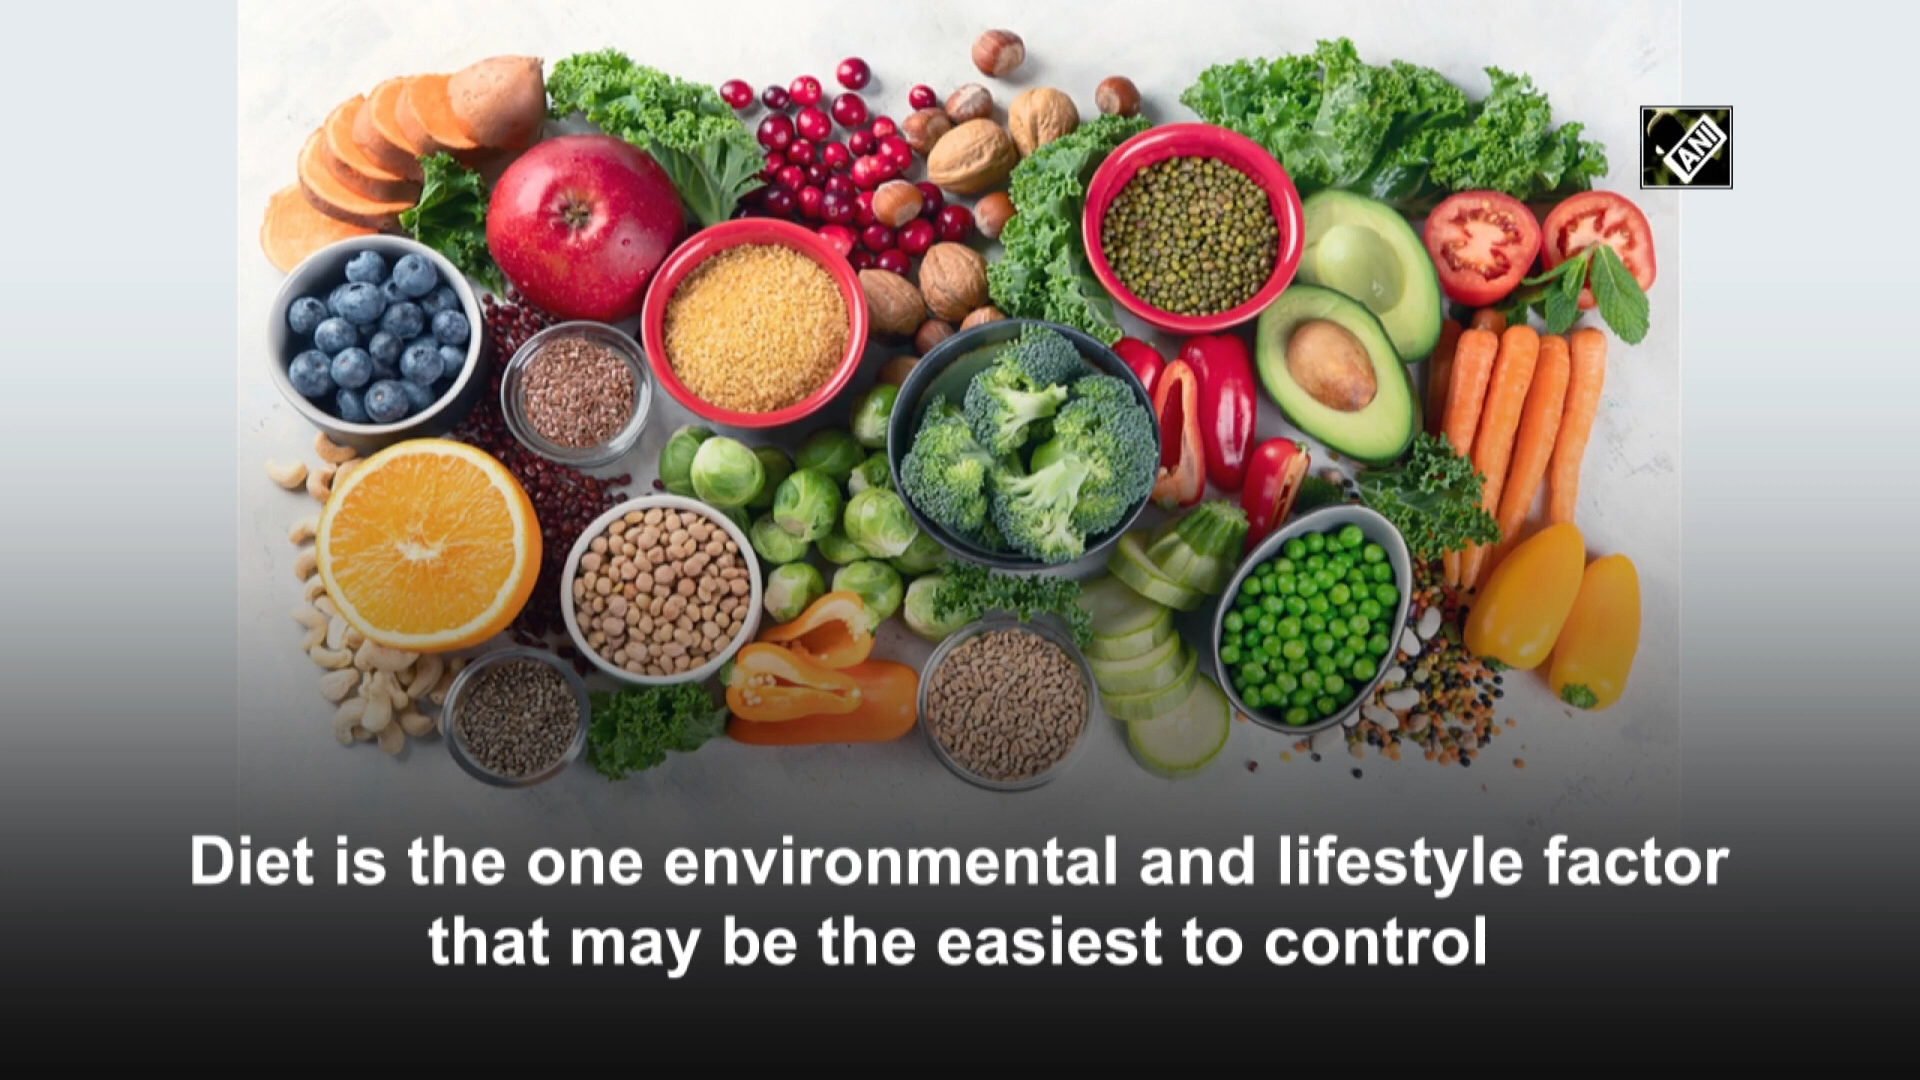 ANI
Diet is the one environmental and lifestyle factor
that may be the easiest to control